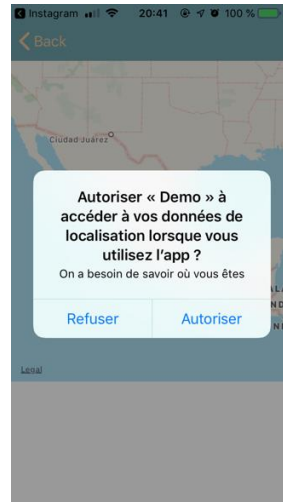 Instagram 20:41 100 %
Back
Ciudad Juárez
Autoriser « Demo » à
accéder à vos données de
localisation lorsque vous
utilisez l'app ?
On a besoin de savoir où vous êtes
Refuser Autoriser
Legal